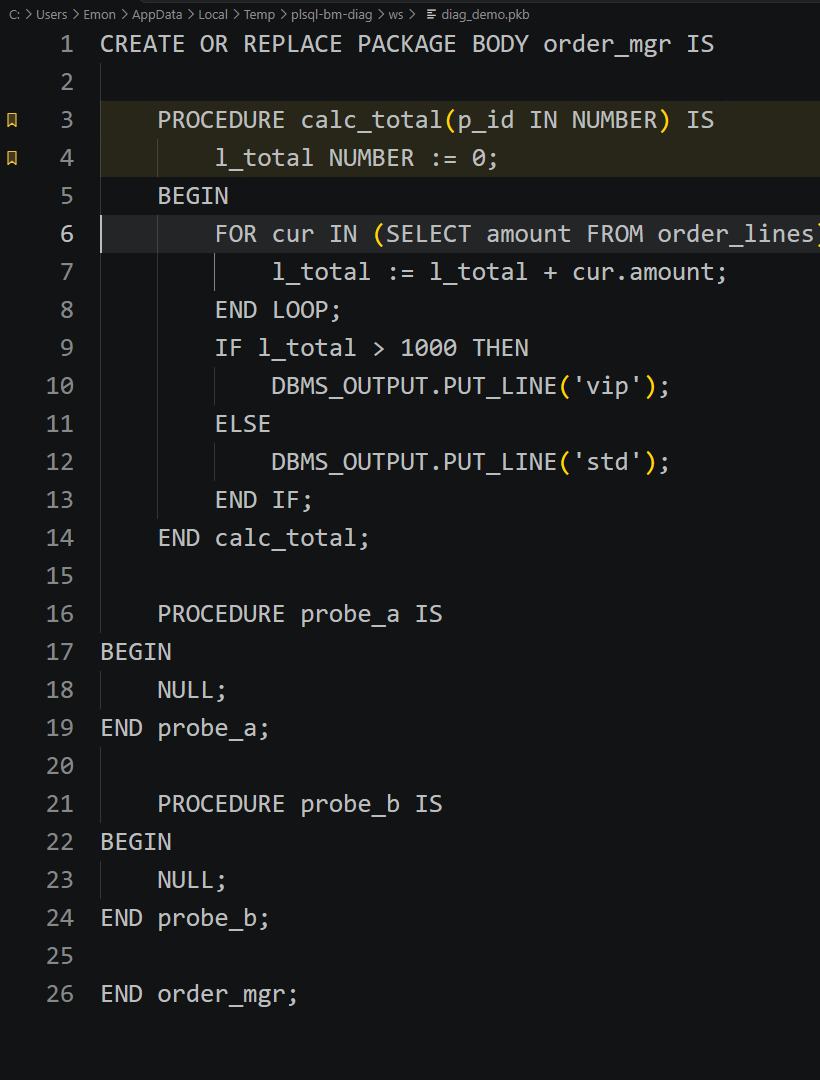 C: > Users > Emon > AppData > Local > Temp > plsql-bm-diag > ws > diag_demo.pkb
1 CREATE OR REPLACE PACKAGE BODY order_mgr IS
2
3     PROCEDURE calc_total(p_id IN NUMBER) IS
4         l_total NUMBER := 0;
5     BEGIN
6         FOR cur IN (SELECT amount FROM order_lines)
7             l_total := l_total + cur.amount;
8         END LOOP;
9         IF l_total > 1000 THEN
10             DBMS_OUTPUT.PUT_LINE('vip');
11         ELSE
12             DBMS_OUTPUT.PUT_LINE('std');
13         END IF;
14     END calc_total;
15
16     PROCEDURE probe_a IS
17 BEGIN
18     NULL;
19 END probe_a;
20
21     PROCEDURE probe_b IS
22 BEGIN
23     NULL;
24 END probe_b;
25
26 END order_mgr;